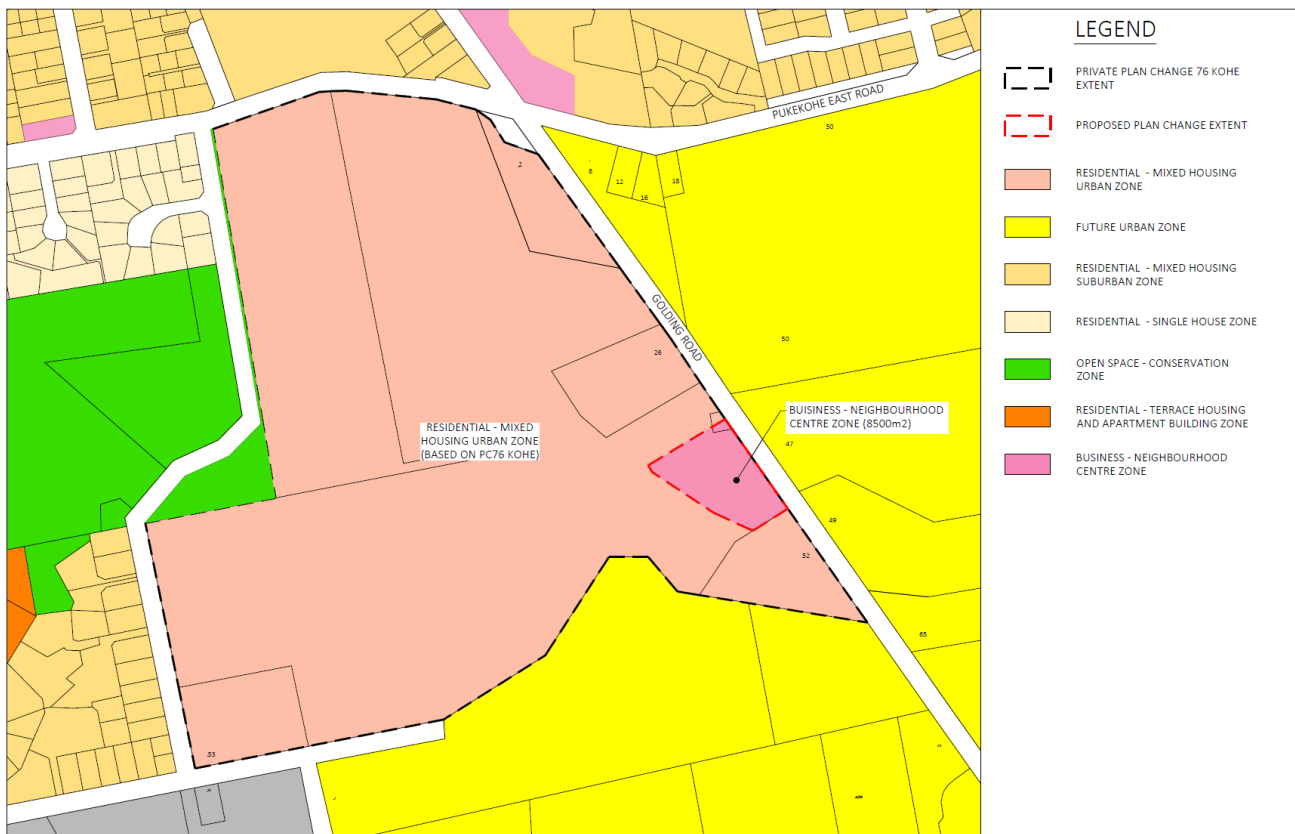 PUKEKOHE EAST ROAD
50
2
8
12
16
18
GOLDING ROAD
26
50
RESIDENTIAL - MIXED
HOUSING URBAN ZONE
(BASED ON PC76 KOHE)
BUISINESS - NEIGHBOURHOOD
CENTRE ZONE (8500m2)
47
49
52
65
53
LEGEND
PRIVATE PLAN CHANGE 76 KOHE
EXTENT
PROPOSED PLAN CHANGE EXTENT
RESIDENTIAL - MIXED HOUSING
URBAN ZONE
FUTURE URBAN ZONE
RESIDENTIAL - MIXED HOUSING
SUBURBAN ZONE
RESIDENTIAL - SINGLE HOUSE ZONE
OPEN SPACE - CONSERVATION
ZONE
RESIDENTIAL - TERRACE HOUSING
AND APARTMENT BUILDING ZONE
BUSINESS - NEIGHBOURHOOD
CENTRE ZONE